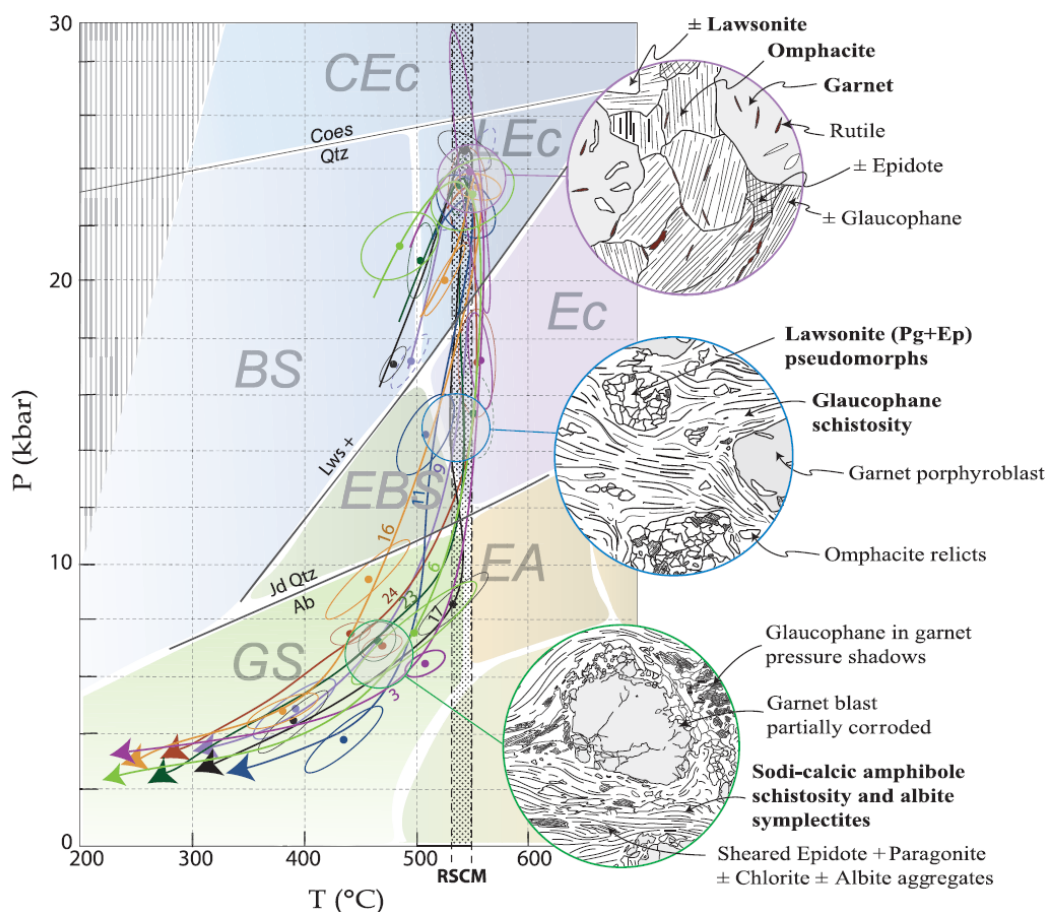 30
20
10
0
P (kbar)
200
300
400
500
600
RSCM
T (°C)
CEc
LEc
Coes
Qtz
BS
Ec
Lws +
EBS
Jd Qtz
Ab
EA
GS
16
11
9
24
23
6
17
3
± Lawsonite
Omphacite
Garnet
Rutile
± Epidote
± Glaucophane
Lawsonite (Pg+Ep)
pseudomorphs
Glaucophane
schistosity
Garnet porphyroblast
Omphacite relicts
Glaucophane in garnet
pressure shadows
Garnet blast
partially corroded
Sodi-calcic amphibole
schistosity and albite
symplectites
Sheared Epidote + Paragonite
± Chlorite ± Albite aggregates